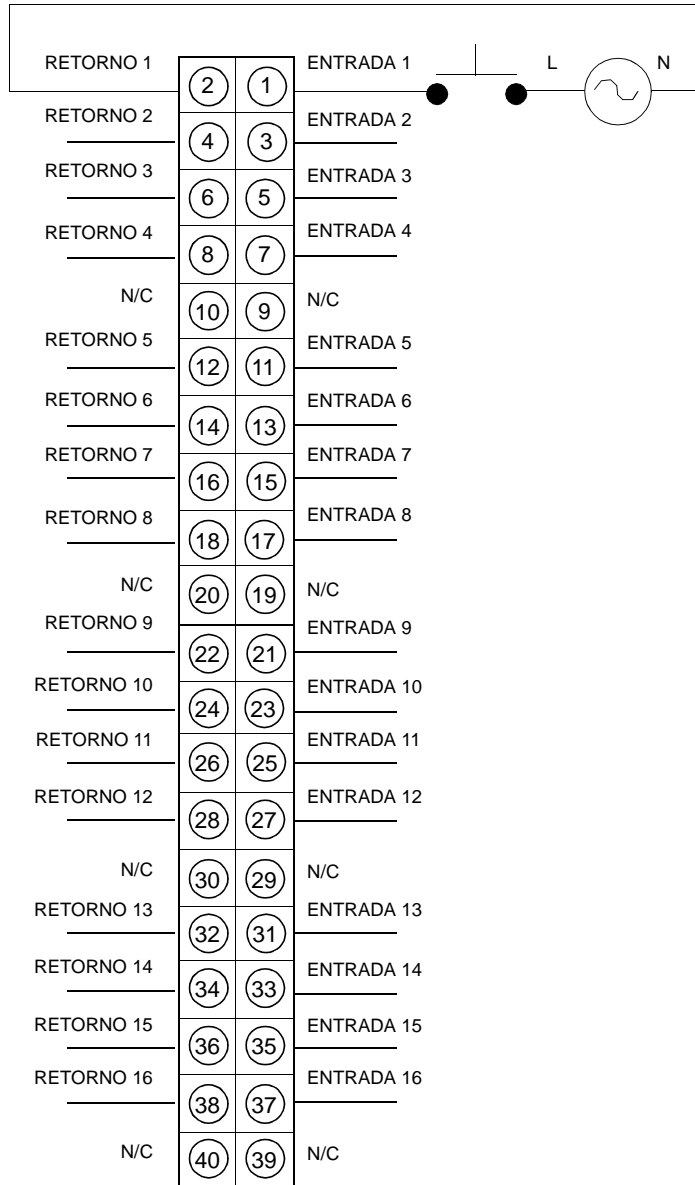 RETORNO 1 2 1 ENTRADA 1 L N
RETORNO 2 4 3 ENTRADA 2
RETORNO 3 6 5 ENTRADA 3
RETORNO 4 8 7 ENTRADA 4
N/C 10 9 N/C
RETORNO 5 12 11 ENTRADA 5
RETORNO 6 14 13 ENTRADA 6
RETORNO 7 16 15 ENTRADA 7
RETORNO 8 18 17 ENTRADA 8
N/C 20 19 N/C
RETORNO 9 22 21 ENTRADA 9
RETORNO 10 24 23 ENTRADA 10
RETORNO 11 26 25 ENTRADA 11
RETORNO 12 28 27 ENTRADA 12
N/C 30 29 N/C
RETORNO 13 32 31 ENTRADA 13
RETORNO 14 34 33 ENTRADA 14
RETORNO 15 36 35 ENTRADA 15
RETORNO 16 38 37 ENTRADA 16
N/C 40 39 N/C